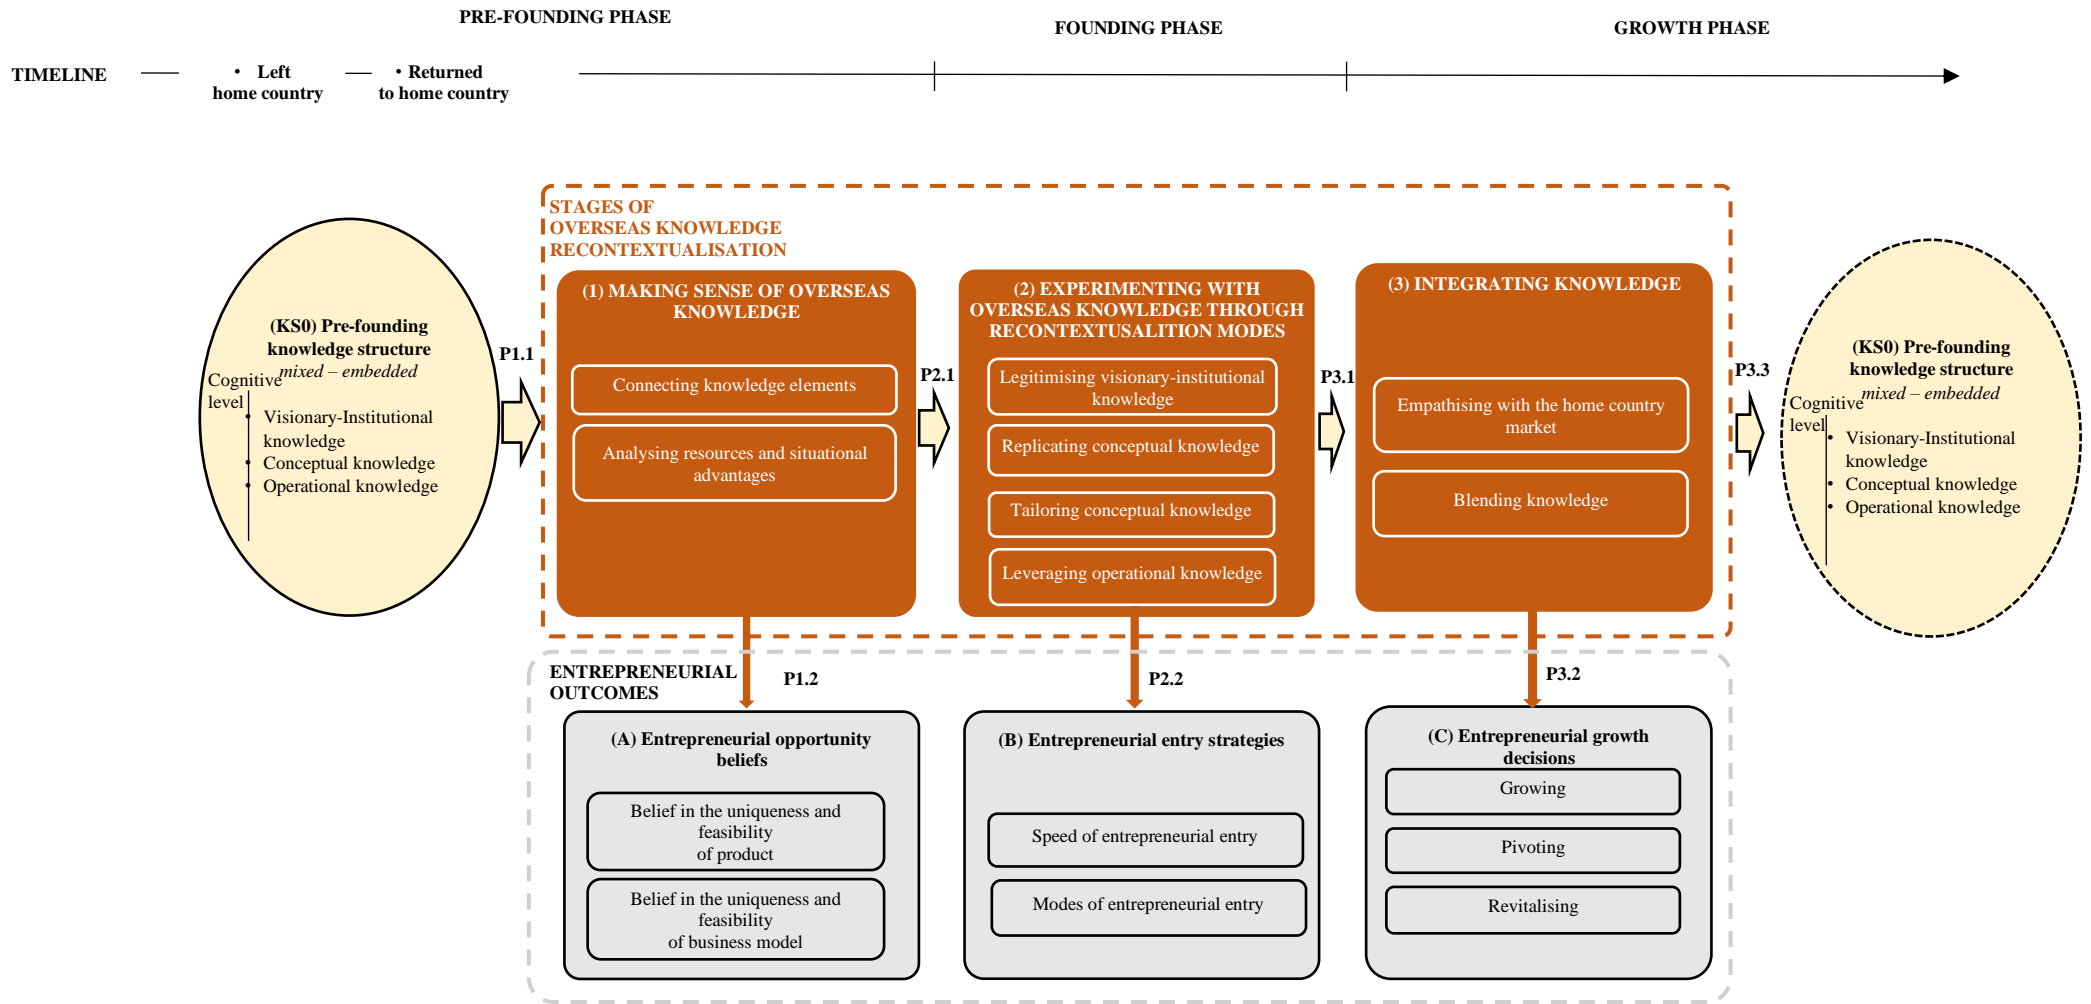 PRE-FOUNDING PHASE
FOUNDING PHASE
GROWTH PHASE
TIMELINE
• Left
home country
• Returned
to home country
STAGES OF
OVERSEAS KNOWLEDGE
RECONTEXTUALISATION
(KS0) Pre-founding
knowledge structure
mixed – embedded
Cognitive
level
• Visionary-Institutional
knowledge
• Conceptual knowledge
• Operational knowledge
P1.1
(1) MAKING SENSE OF OVERSEAS
KNOWLEDGE
Connecting knowledge elements
Analysing resources and situational
advantages
P2.1
(2) EXPERIMENTING WITH
OVERSEAS KNOWLEDGE THROUGH
RECONTEXTUSALITION MODES
Legitimising visionary-institutional
knowledge
Replicating conceptual knowledge
Tailoring conceptual knowledge
Leveraging operational knowledge
P3.1
(3) INTEGRATING KNOWLEDGE
Empathising with the home country
market
Blending knowledge
P3.3
(KS0) Pre-founding
knowledge structure
mixed – embedded
Cognitive
level
• Visionary-Institutional
knowledge
• Conceptual knowledge
• Operational knowledge
ENTREPRENEURIAL
OUTCOMES
P1.2
P2.2
P3.2
(A) Entrepreneurial opportunity
beliefs
Belief in the uniqueness and
feasibility
of product
Belief in the uniqueness and
feasibility
of business model
(B) Entrepreneurial entry strategies
Speed of entrepreneurial entry
Modes of entrepreneurial entry
(C) Entrepreneurial growth
decisions
Growing
Pivoting
Revitalising